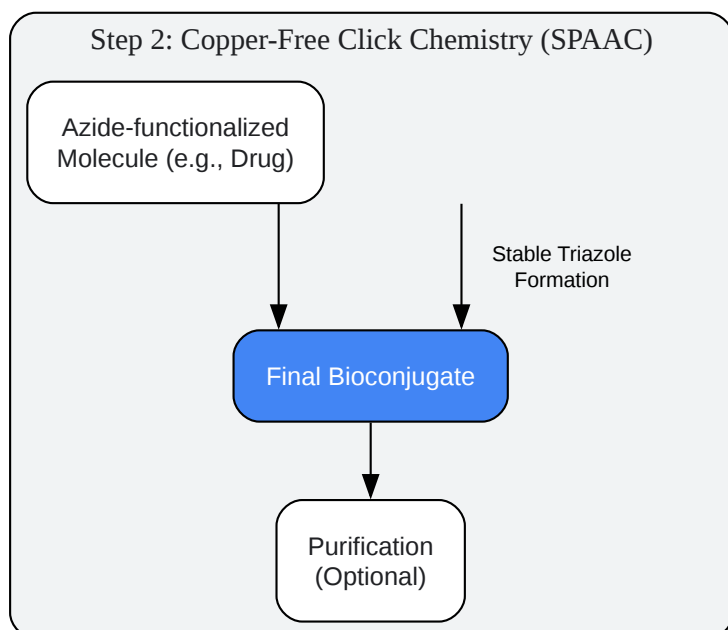 Step 2: Copper-Free Click Chemistry (SPAAC)
Azide-functionalized
Molecule (e.g., Drug)
Stable Triazole
Formation
Final Bioconjugate
Purification
(Optional)